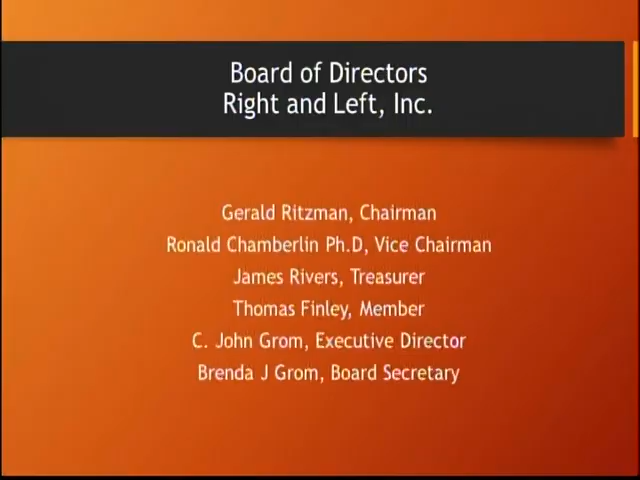 Board of Directors
Right and Left, Inc.
Gerald Ritzman, Chairman
Ronald Chamberlin Ph.D, Vice Chairman
James Rivers, Treasurer
Thomas Finley, Member
C. John Grom, Executive Director
Brenda J Grom, Board Secretary